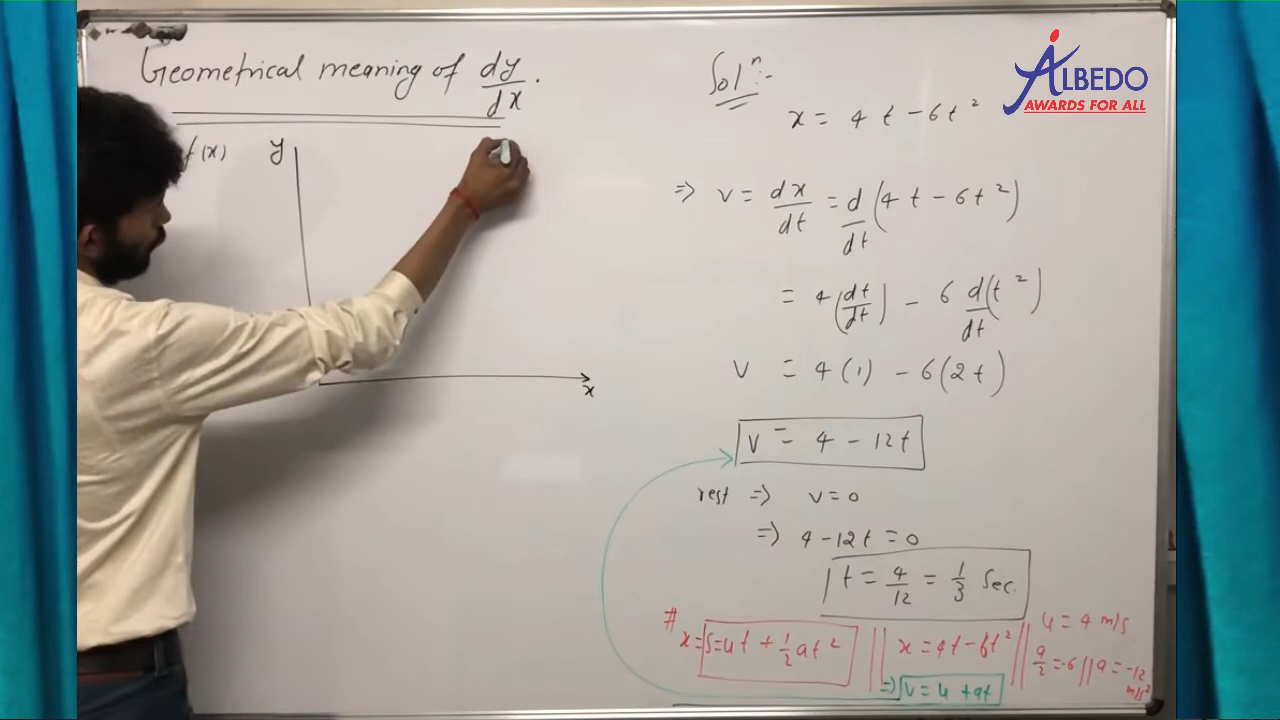 Geometrical meaning of dy/dx.
f(x)
y
x
Solⁿ:-
x = 4t - 6t²
=> v = dx/dt = d/dt (4t - 6t²)
= 4(dt/dt) - 6 d/dt(t²)
v = 4(1) - 6(2t)
v = 4 - 12t
rest => v = 0
=> 4 - 12t = 0
t = 4/12 = 1/3 Sec.
# x = S = ut + 1/2 at² || x = 4t - 6t² || u = 4 m/s
a/2 = -6 || a = -12 m/s²
=> v = u + at
ALBEDO
AWARDS FOR ALL